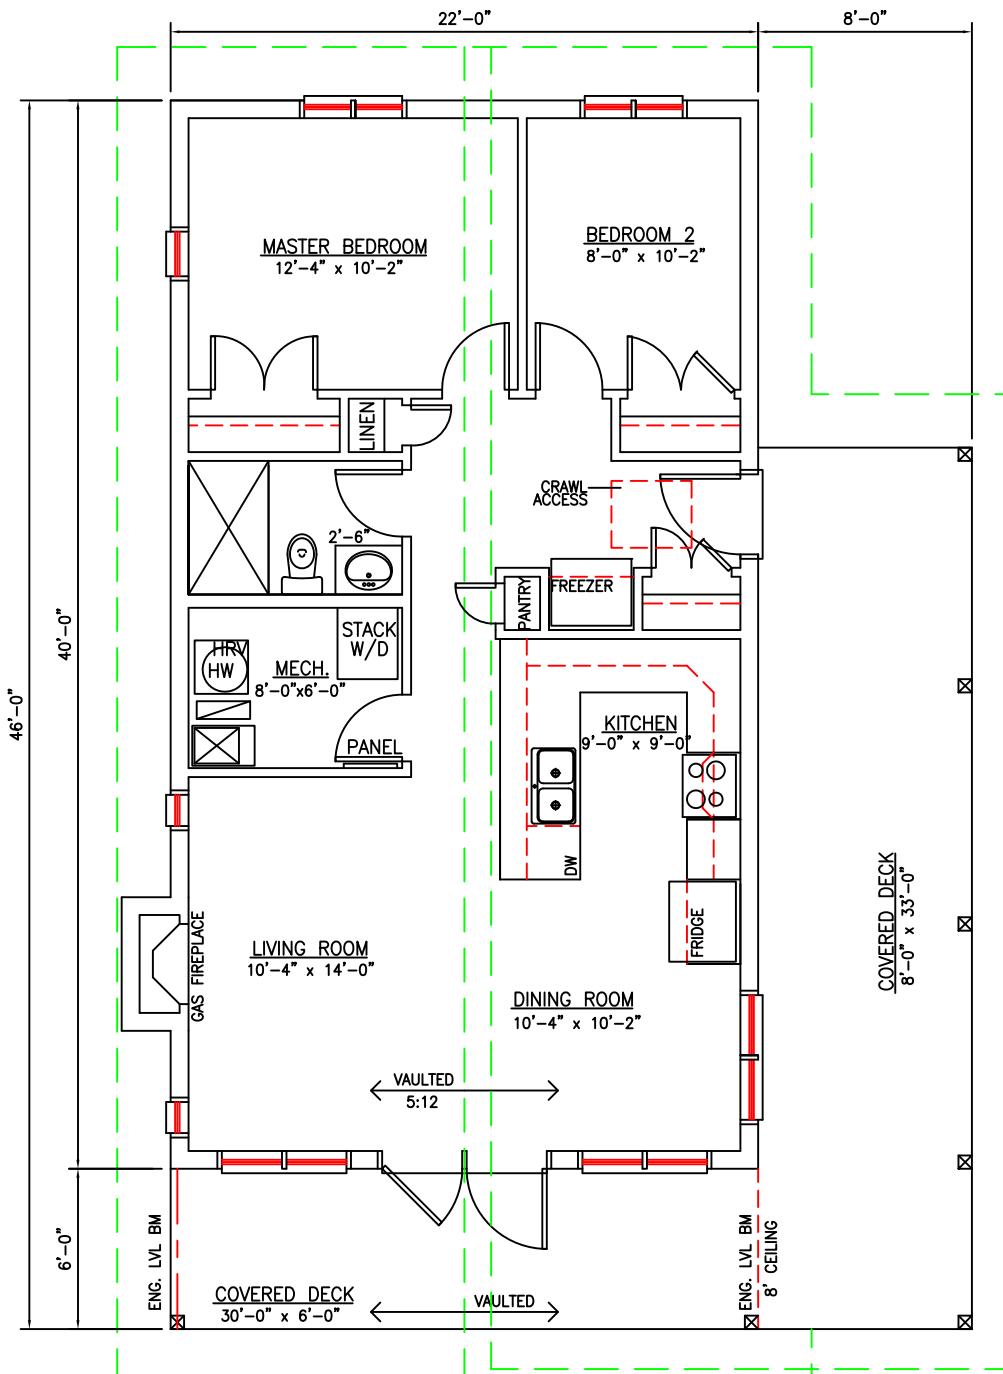 22'-0"
8'-0"
MASTER BEDROOM
12'-4" x 10'-2"
BEDROOM 2
8'-0" x 10'-2"
LINEN
CRAWL
ACCESS
2'-6"
PANTRY
FREEZER
40'-0"
46'-0"
STACK
W/D
HRV
HW
MECH.
8'-0"x6'-0"
PANEL
KITCHEN
9'-0" x 9'-0"
DW
FRIDGE
COVERED DECK
8'-0" x 33'-0"
GAS FIREPLACE
LIVING ROOM
10'-4" x 14'-0"
DINING ROOM
10'-4" x 10'-2"
VAULTED
5:12
6'-0"
ENG. LVL BM
COVERED DECK
30'-0" x 6'-0"
VAULTED
ENG. LVL BM
8' CEILING